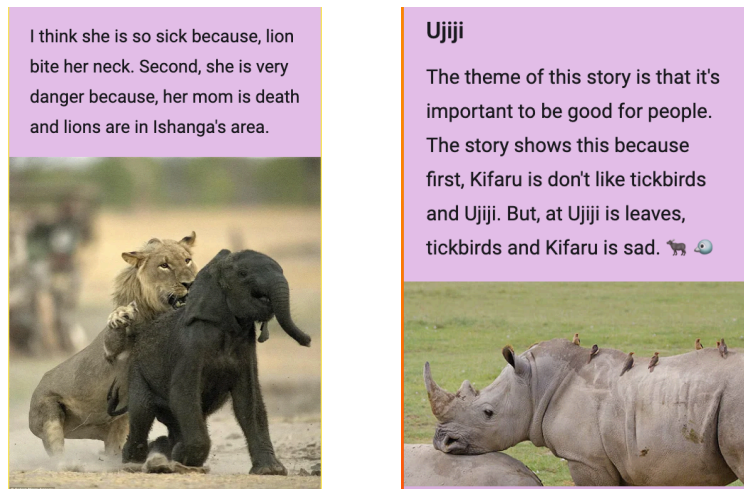 I think she is so sick because, lion
bite her neck. Second, she is very
danger because, her mom is death
and lions are in Ishanga's area.
Ujiji
The theme of this story is that it's
important to be good for people.
The story shows this because
first, Kifaru is don't like tickbirds
and Ujiji. But, at Ujiji is leaves,
tickbirds and Kifaru is sad. 🐃 🐦